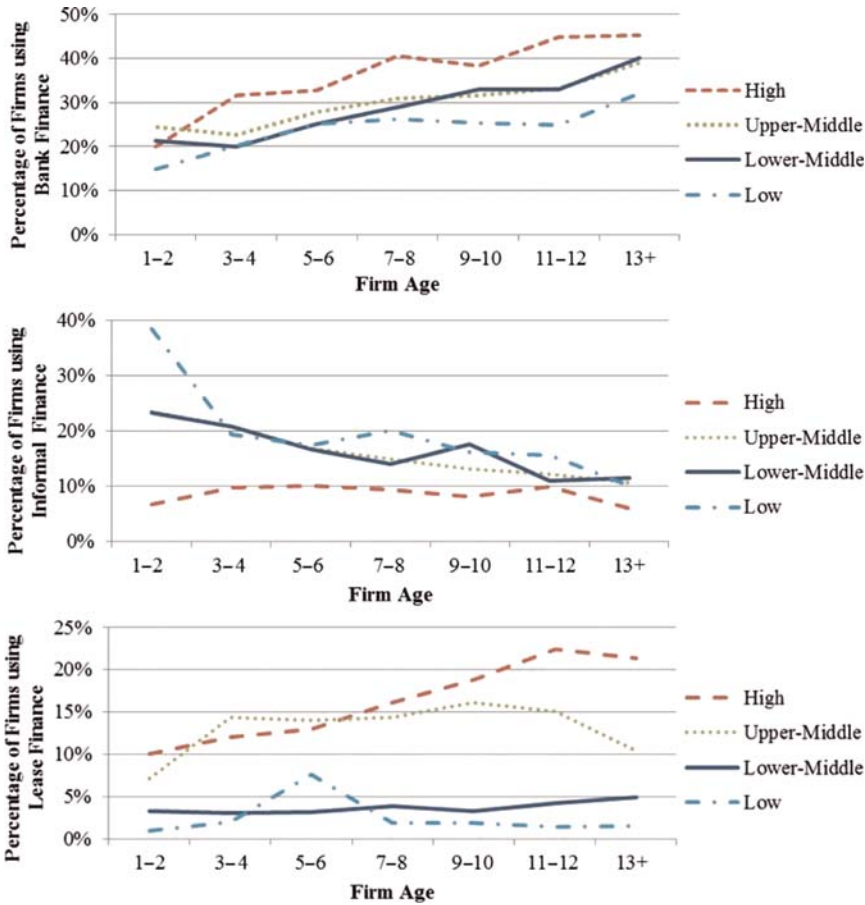 Percentage of Firms using
Bank Finance
50%
40%
30%
20%
10%
0%
1–2 3–4 5–6 7–8 9–10 11–12 13+
Firm Age
High
Upper-Middle
Lower-Middle
Low
Percentage of Firms using
Informal Finance
40%
30%
20%
10%
0%
1–2 3–4 5–6 7–8 9–10 11–12 13+
Firm Age
High
Upper-Middle
Lower-Middle
Low
Percentage of Firms using
Lease Finance
25%
20%
15%
10%
5%
0%
1–2 3–4 5–6 7–8 9–10 11–12 13+
Firm Age
High
Upper-Middle
Lower-Middle
Low